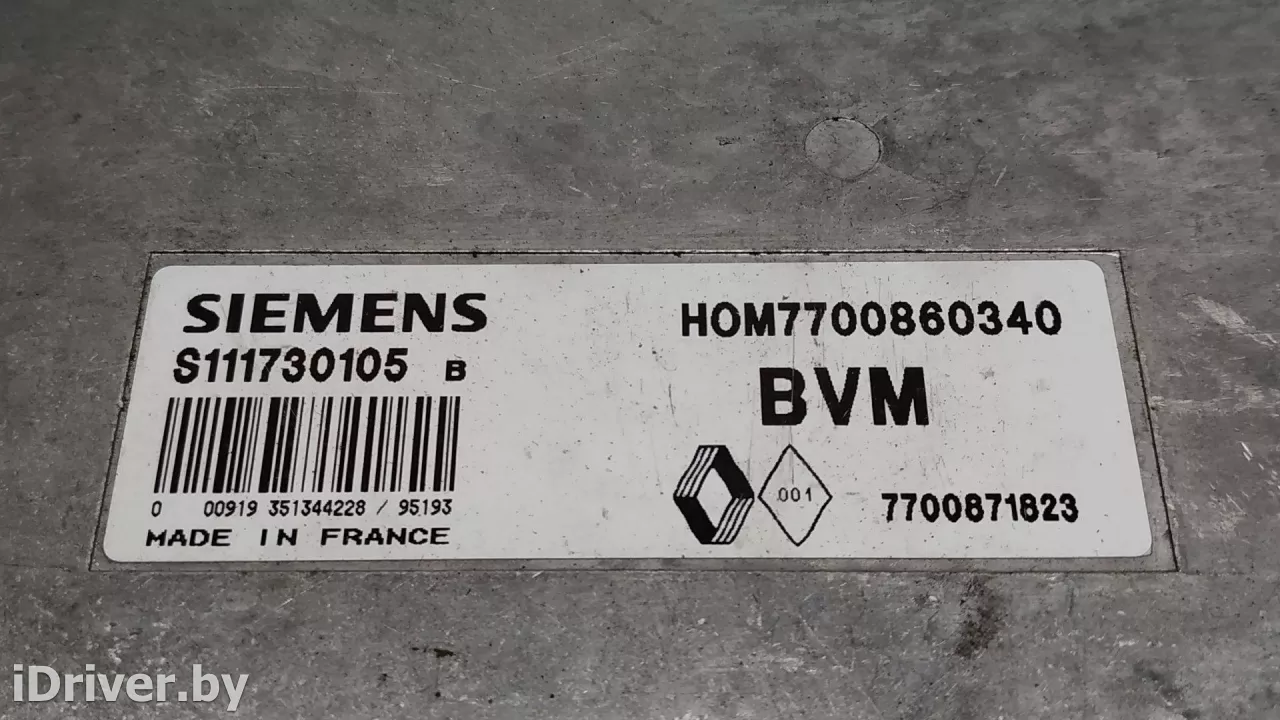 SIEMENS
S111730105 B
0 00919 351344228 / 95193
MADE IN FRANCE
HOM7700860340
BVM
001
7700871823
iDriver.by